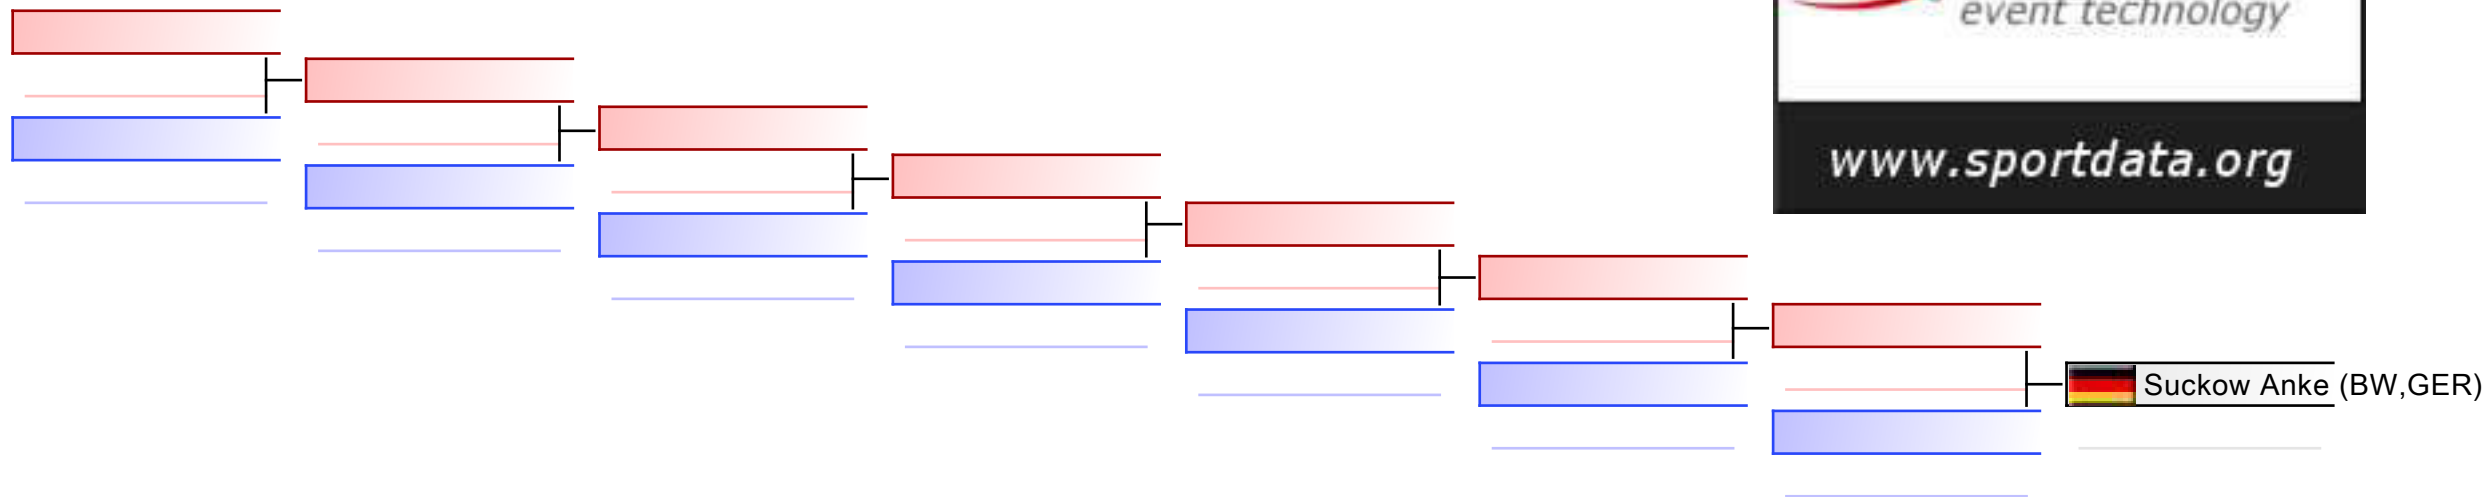 event technology
www.sportdata.org
Suckow Anke (BW,GER)